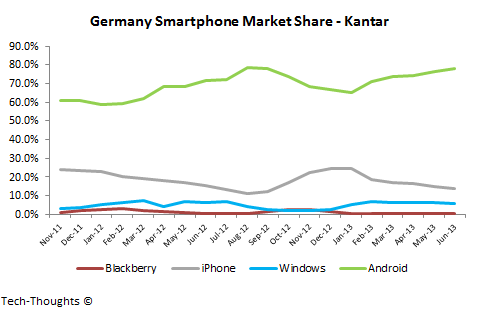 Germany Smartphone Market Share - Kantar
90.0%
80.0%
70.0%
60.0%
50.0%
40.0%
30.0%
20.0%
10.0%
0.0%
Nov-11 Dec-11 Jan-12 Feb-12 Mar-12 Apr-12 May-12 Jun-12 Jul-12 Aug-12 Sep-12 Oct-12 Nov-12 Dec-12 Jan-13 Feb-13 Mar-13 Apr-13 May-13 Jun-13
Blackberry iPhone Windows Android
Tech-Thoughts ©